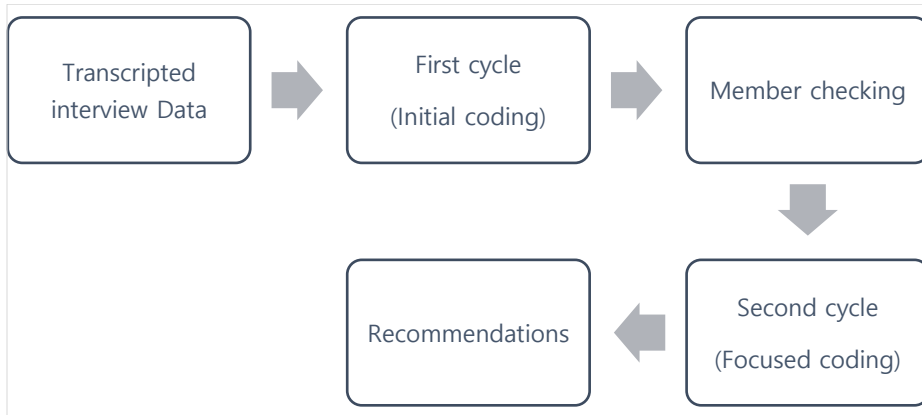 Transcripted
interview Data
First cycle
(Initial coding)
Member checking
Second cycle
(Focused coding)
Recommendations